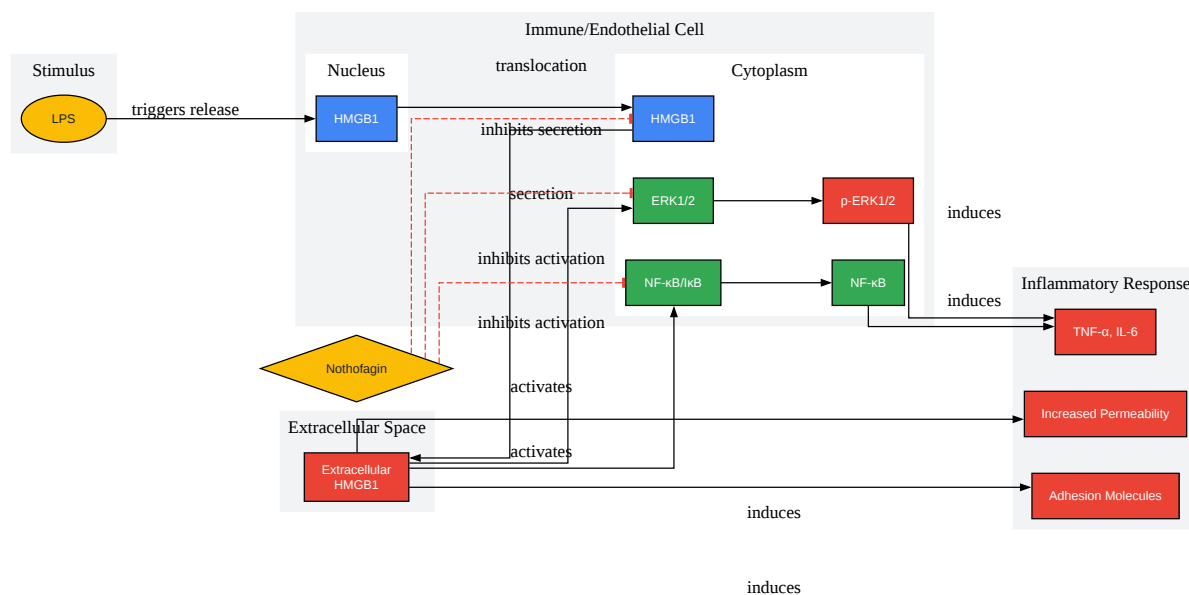 Immune/Endothelial Cell
Stimulus
Nucleus
translocation
Cytoplasm
LPS
triggers release
HMGB1
HMGB1
inhibits secretion
secretion
ERK1/2
p-ERK1/2
induces
inhibits activation
NF-κB/IκB
NF-κB
induces
Inflammatory Response
inhibits activation
TNF-α, IL-6
Nothofagin
activates
Increased Permeability
Extracellular Space
activates
Extracellular
HMGB1
Adhesion Molecules
induces
induces